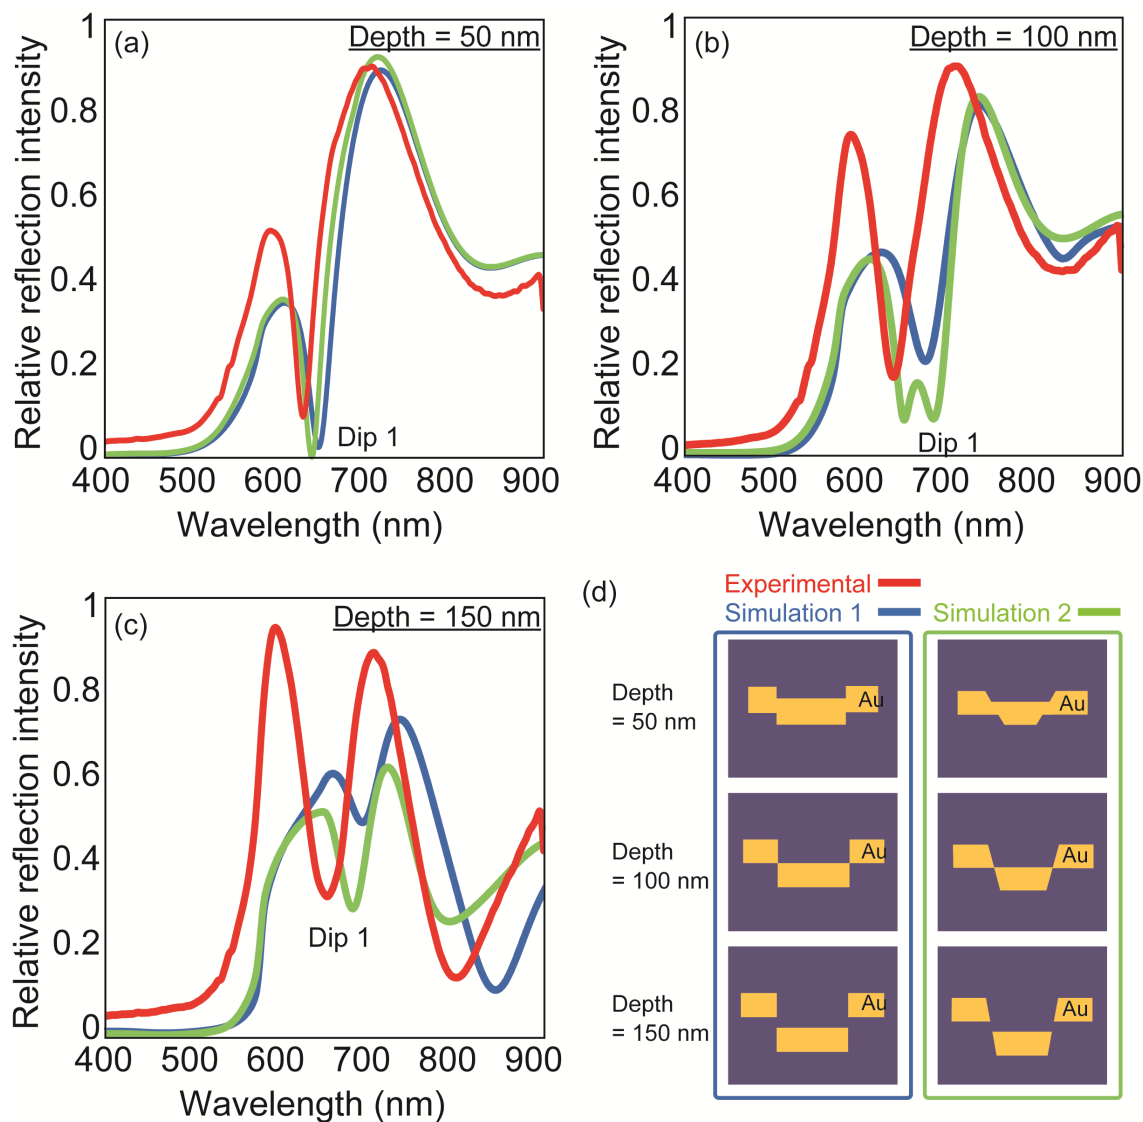 (a)
Depth = 50 nm
Relative reflection intensity
1
0.8
0.6
0.4
0.2
0
Dip 1
400 500 600 700 800 900
Wavelength (nm)
(b)
Depth = 100 nm
Relative reflection intensity
1
0.8
0.6
0.4
0.2
0
Dip 1
400 500 600 700 800 900
Wavelength (nm)
(c)
Depth = 150 nm
Relative reflection intensity
1
0.8
0.6
0.4
0.2
0
Dip 1
400 500 600 700 800 900
Wavelength (nm)
(d)
Experimental
Simulation 1
Simulation 2
Depth
= 50 nm
Au
Au
Depth
= 100 nm
Au
Au
Depth
= 150 nm
Au
Au